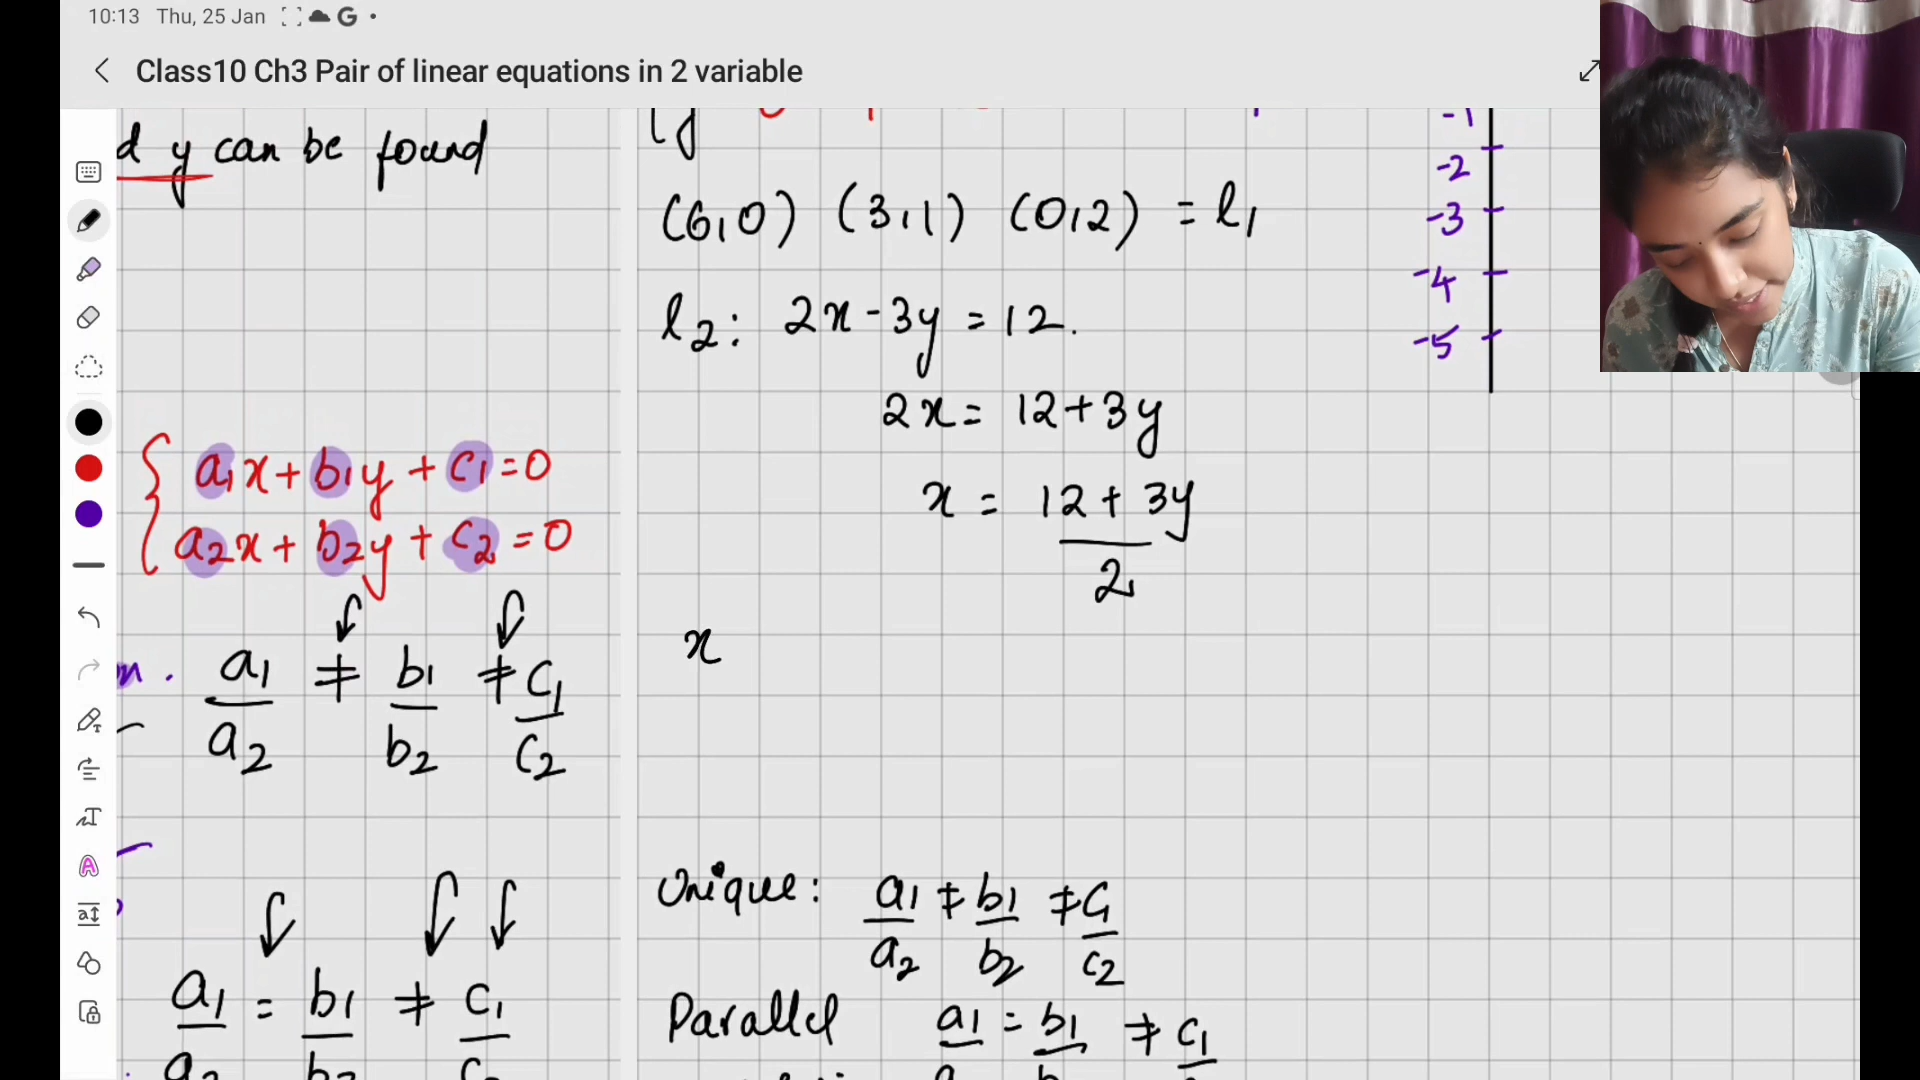 10:13 Thu, 25 Jan
Class10 Ch3 Pair of linear equations in 2 variable
d y can be found
a1x + b1y + c1 = 0
a2x + b2y + c2 = 0
a1 ≠ b1 ≠ c1
a2 b2 c2
a1 = b1 ≠ c1
(6,0) (3,1) (0,2) = l1
l2: 2x - 3y = 12.
2x = 12 + 3y
x = 12 + 3y
2
x
Unique: a1 ≠ b1 ≠ c1
a2 b2 c2
Parallel a1 = b1 ≠ c1
-1
-2
-3
-4
-5